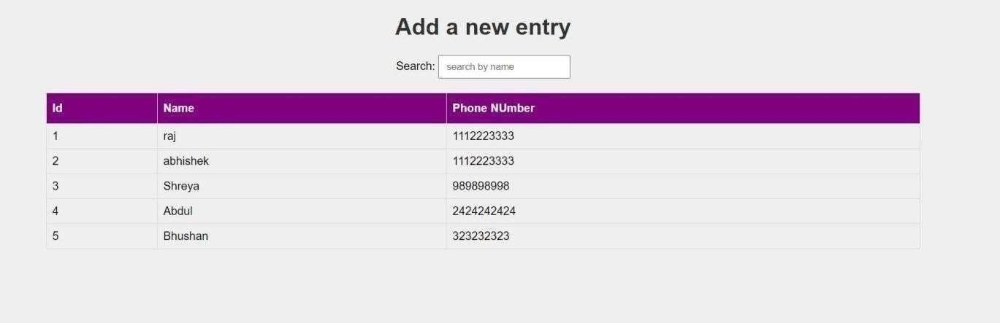 Add a new entry
Search: search by name
Id Name Phone NUmber
1 raj 1112223333
2 abhishek 1112223333
3 Shreya 989898998
4 Abdul 2424242424
5 Bhushan 323232323